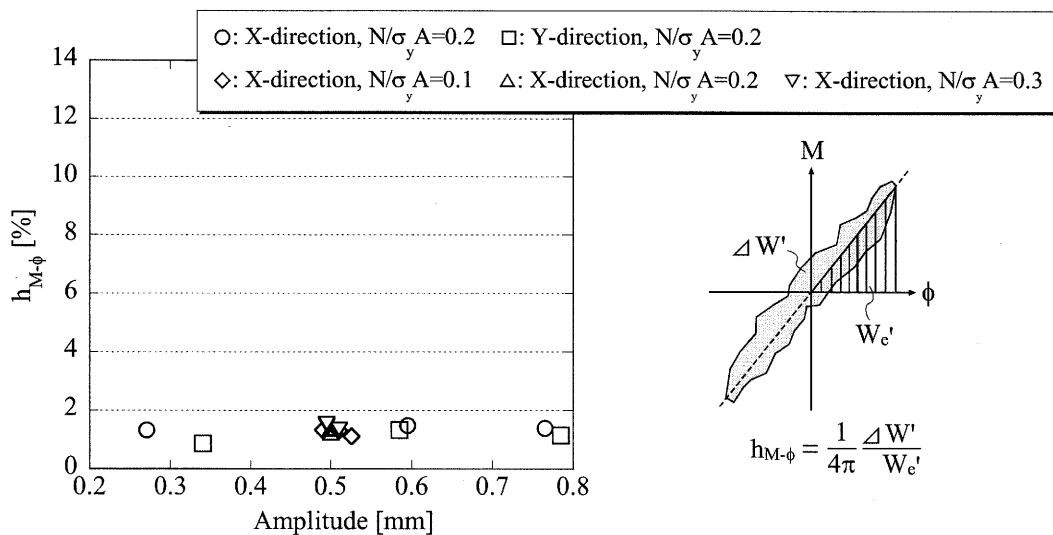 ○: X-direction, N/σyA=0.2 □: Y-direction, N/σyA=0.2
◇: X-direction, N/σyA=0.1 △: X-direction, N/σyA=0.2 ▽: X-direction, N/σyA=0.3
14
12
10
8
6
4
2
0
hM-ϕ [%]
0.2 0.3 0.4 0.5 0.6 0.7 0.8
Amplitude [mm]
M
⊿W'
ϕ
We'
hM-ϕ = 1/4π ⊿W'/We'